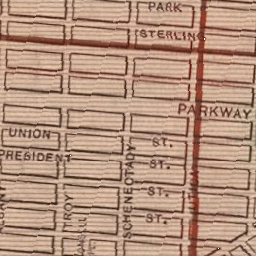 PARK
STERLING
PARKWAY
UNION ST.
PRESIDENT ST.
ST.
ST.
TROY
SCHENECTADY